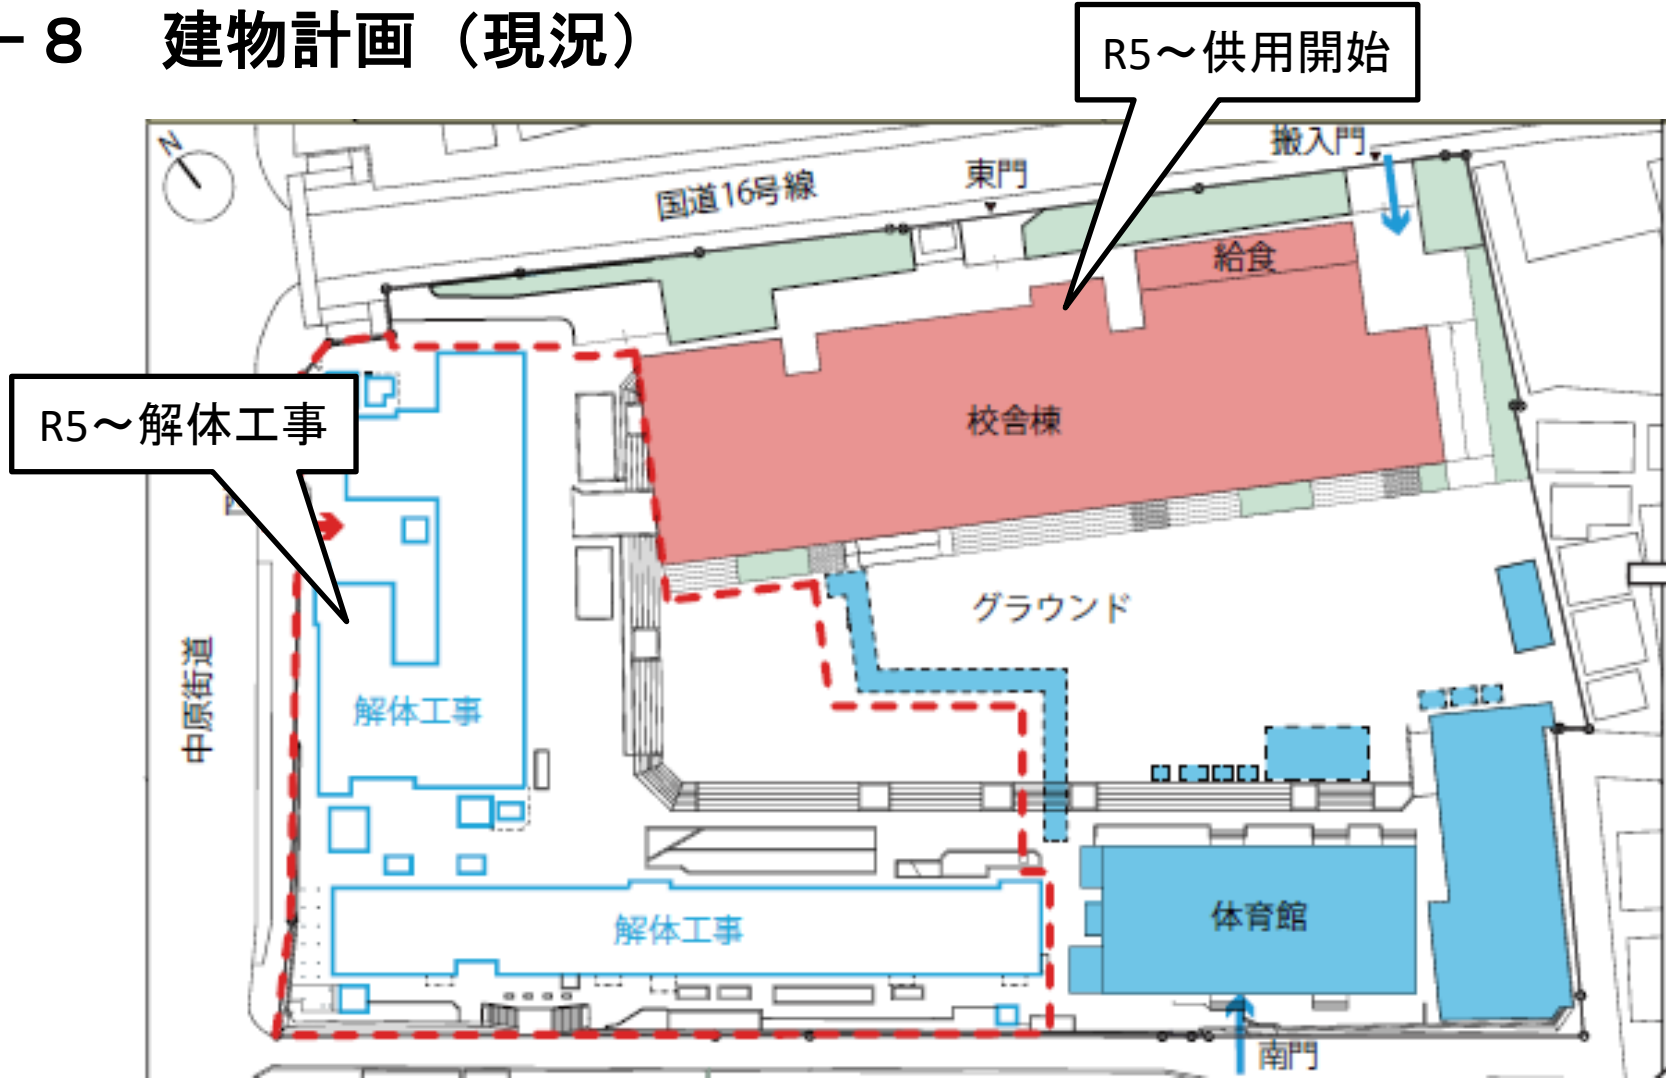 －８　建物計画（現況）
R5～供用開始
搬入門
東門
国道16号線
N
給食
校舎棟
R5～解体工事
グラウンド
中原街道
解体工事
解体工事
体育館
南門